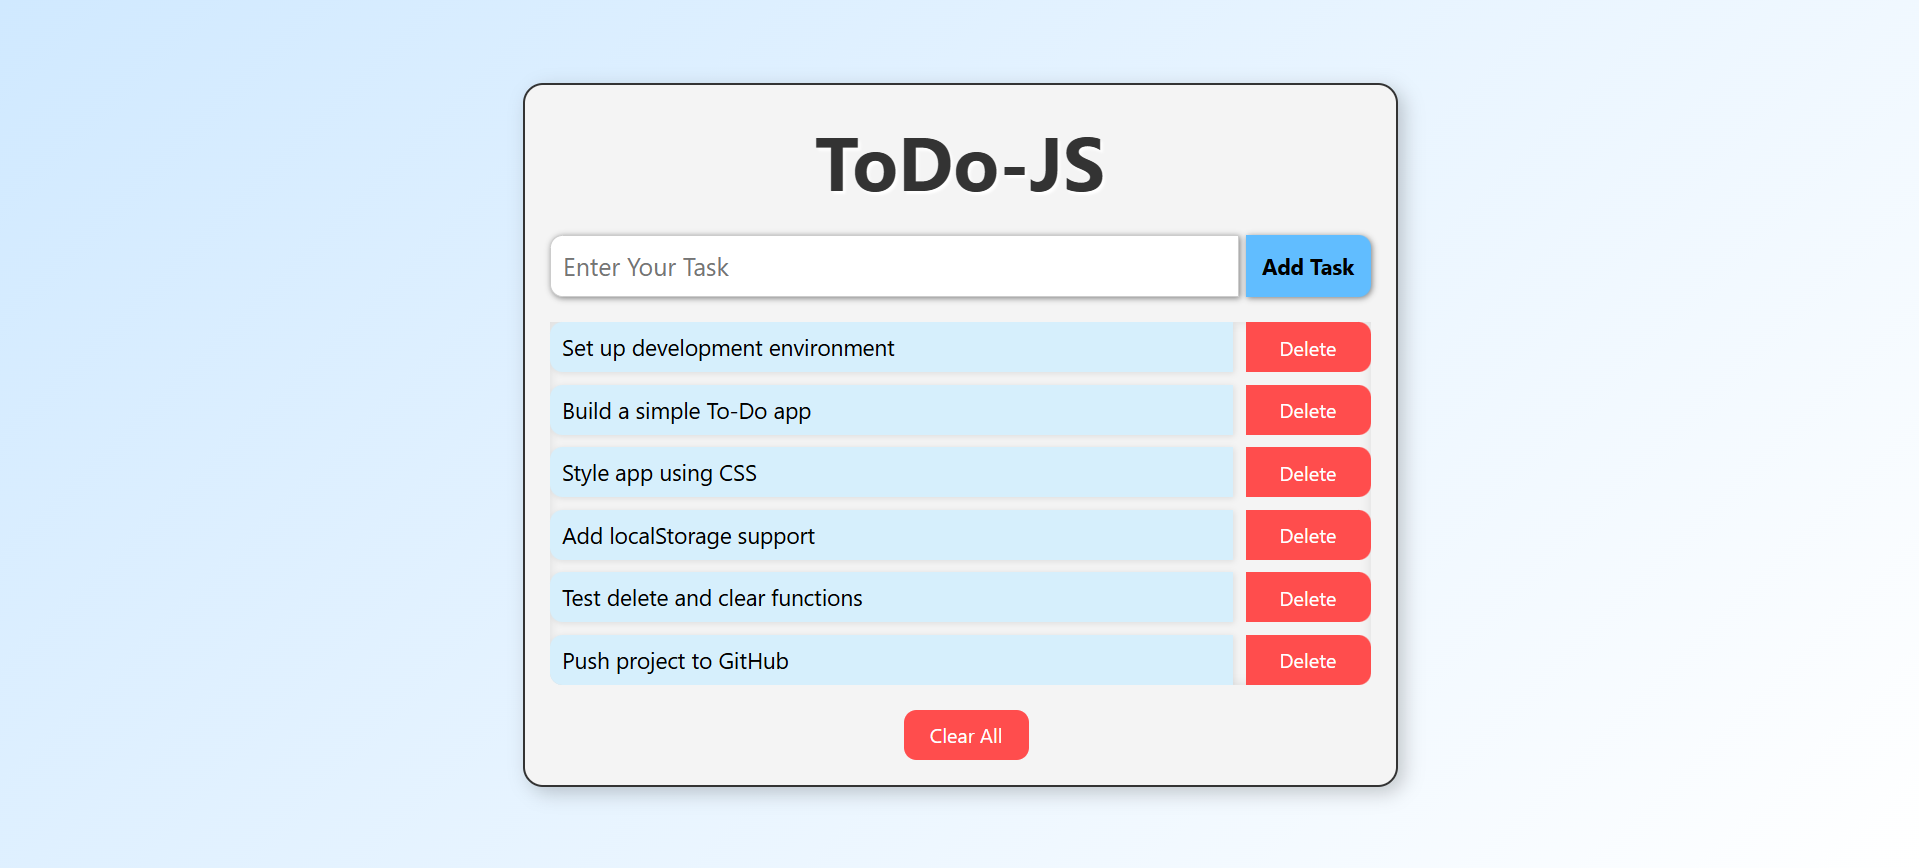 ToDo-JS
Enter Your Task
Add Task
Set up development environment
Delete
Build a simple To-Do app
Delete
Style app using CSS
Delete
Add localStorage support
Delete
Test delete and clear functions
Delete
Push project to GitHub
Delete
Clear All